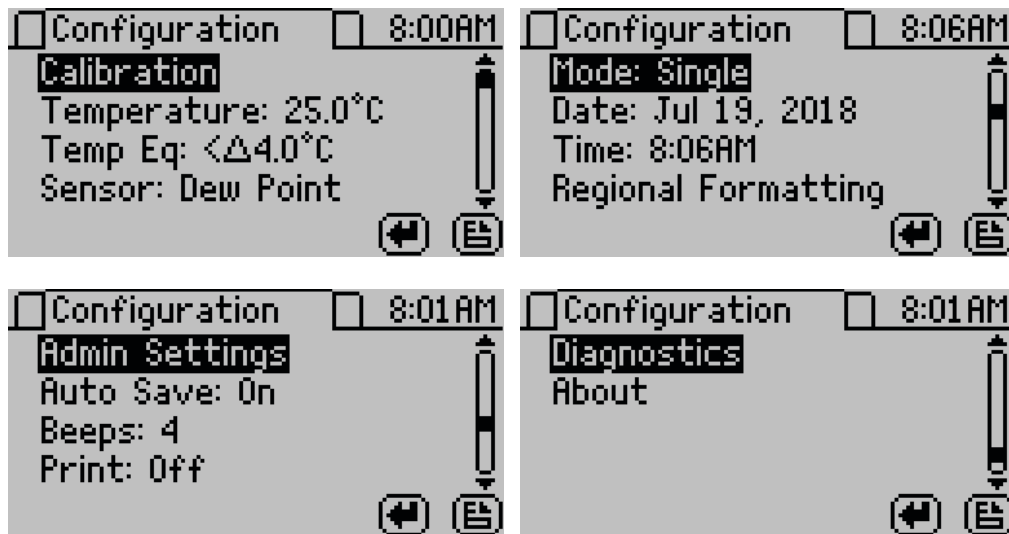 Configuration 8:00AM
Calibration
Temperature: 25.0°C
Temp Eq: <△4.0°C
Sensor: Dew Point
Configuration 8:06AM
Mode: Single
Date: Jul 19, 2018
Time: 8:06AM
Regional Formatting
Configuration 8:01AM
Admin Settings
Auto Save: On
Beeps: 4
Print: Off
Configuration 8:01AM
Diagnostics
About